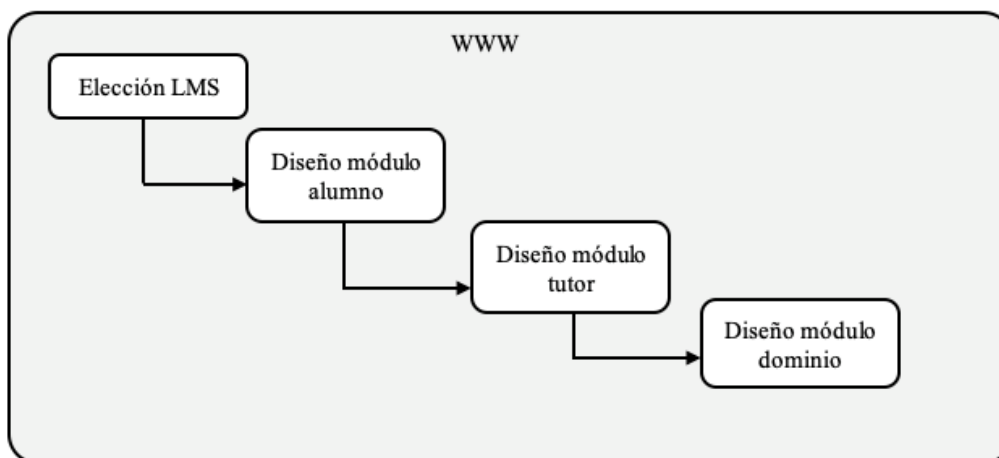 WWW
Elección LMS
Diseño módulo
alumno
Diseño módulo
tutor
Diseño módulo
dominio